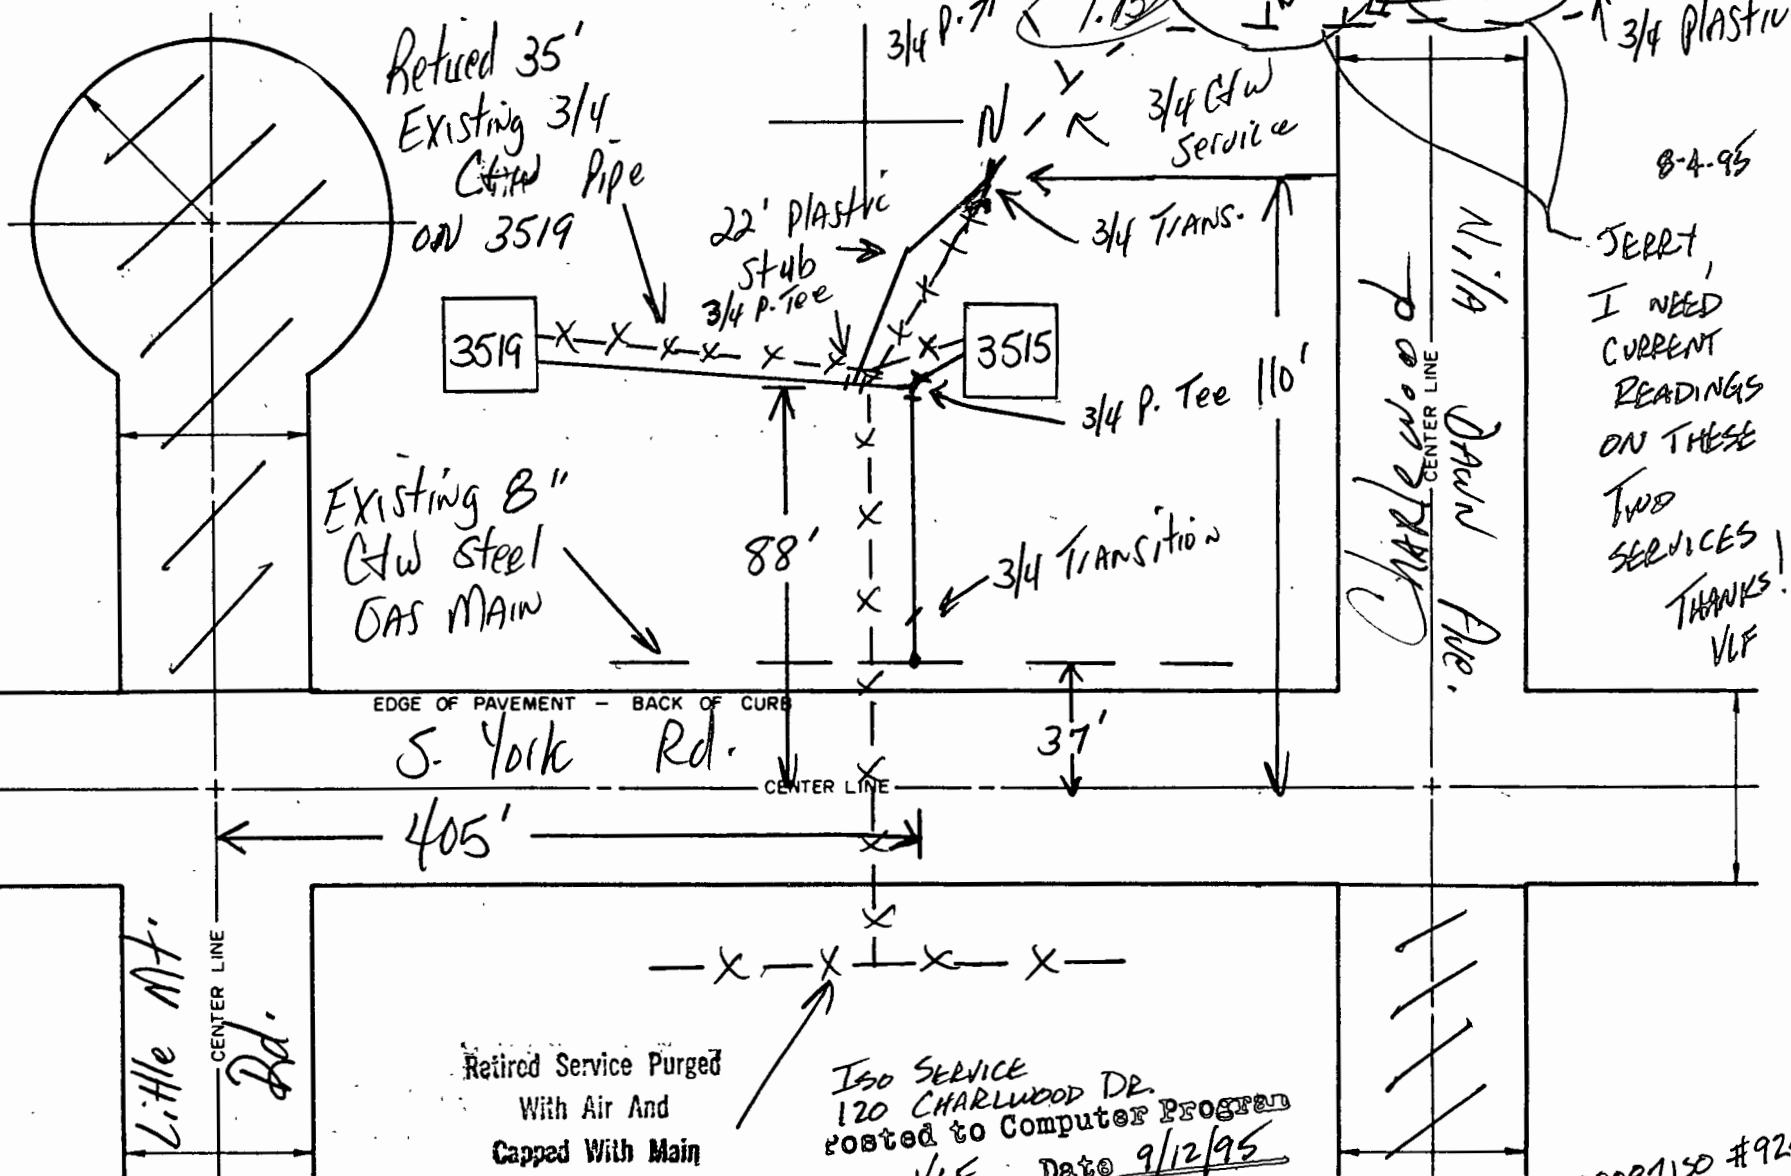 3/4 P.
3/4 Plastic
Retired 35'
Existing 3/4
C+W Pipe
ON 3519
N
3/4 C+W
Service
8-4-95
22' Plastic
Stub
3/4 P. Tee
3/4 TRANS.
JERRY,
I NEED
CURRENT
READINGS
ON THESE
TWO
SERVICES
THANKS!
VLF
3519
3515
3/4 P. Tee
110'
Existing 8"
C+W Steel
GAS MAIN
88'
3/4 TRANSITION
Charlewood
CENTER LINE
Nita Dawn Ave.
EDGE OF PAVEMENT – BACK OF CURB
S. York Rd.
37'
CENTER LINE
405'
Little Mt. Rd.
CENTER LINE
Retired Service Purged
With Air And
Capped With Main
ISO SERVICE
120 CHARLWOOD DR.
Posted to Computer Program
VLF Date 9/12/95